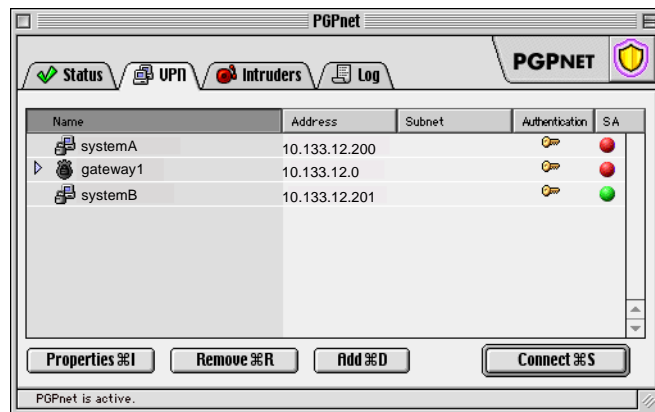 PGPnet
Status VPN Intruders Log PGPNET
Name Address Subnet Authentication SA
systemA 10.133.12.200
gateway1 10.133.12.0
systemB 10.133.12.201
Properties ⌘I Remove ⌘R Add ⌘D Connect ⌘S
PGPnet is active.